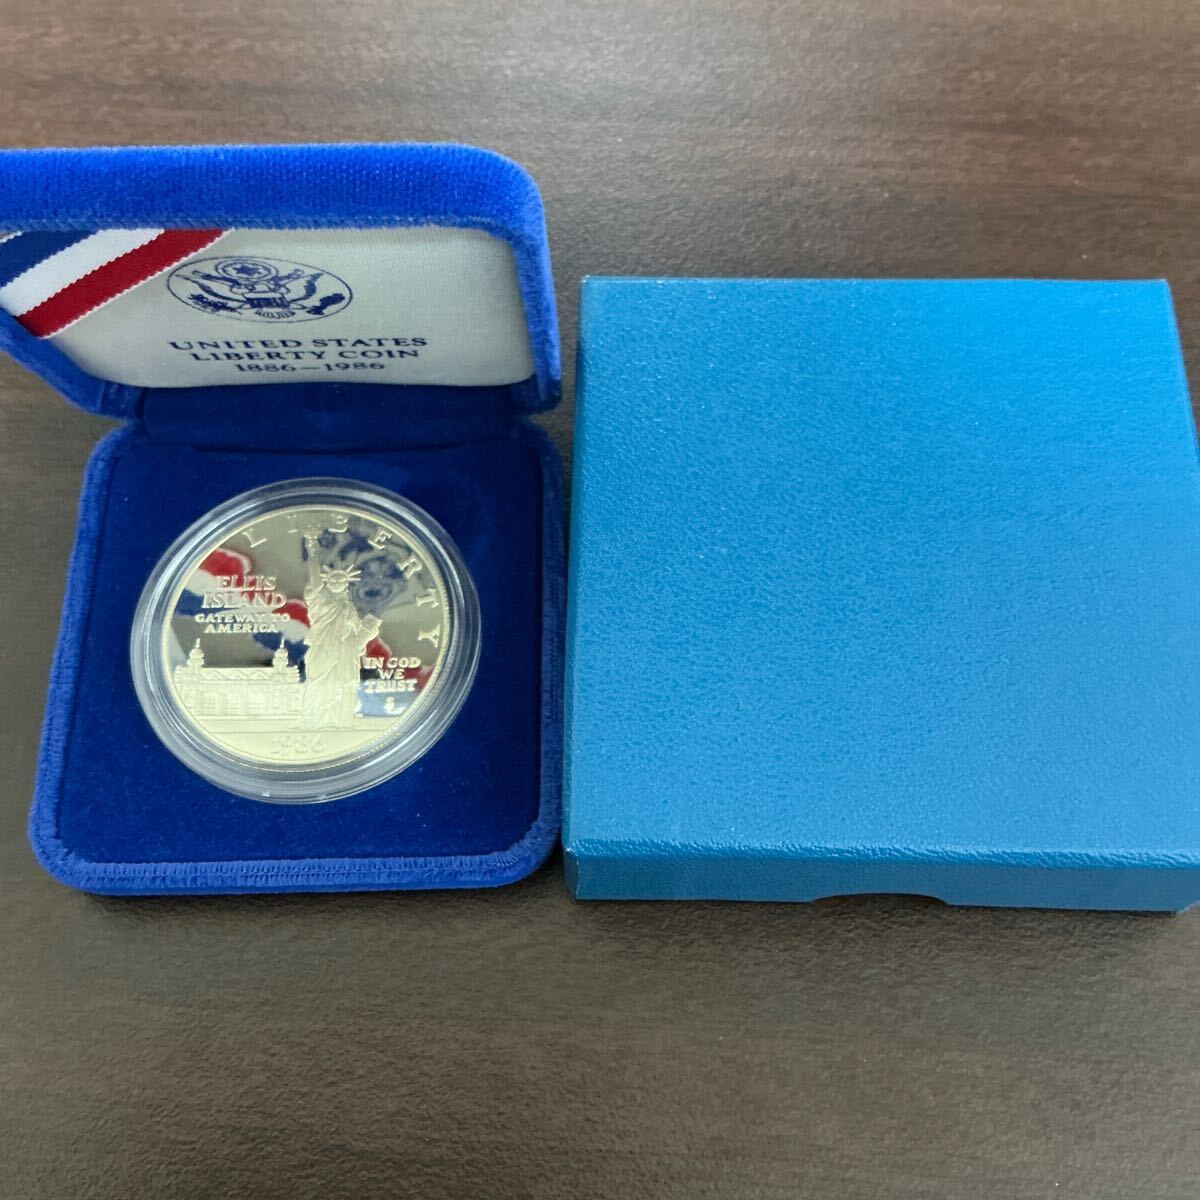 UNITED STATES
LIBERTY COIN
1886-1986
LIBERTY
ELLIS
ISLAND
GATEWAY TO
AMERICA
IN GOD
WE
TRUST
S
1986